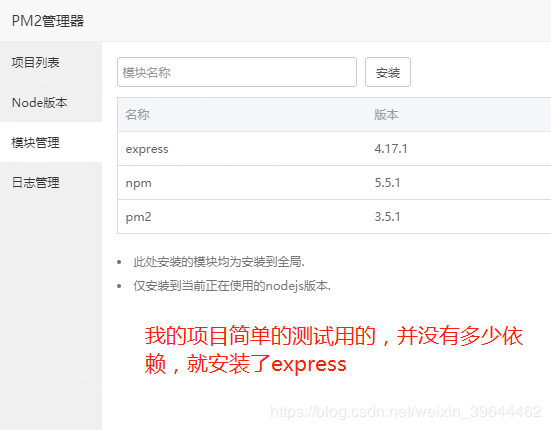 PM2管理器
项目列表
Node版本
模块管理
日志管理
模块名称 安装
名称 版本
express 4.17.1
npm 5.5.1
pm2 3.5.1
此处安装的模块均为安装到全局.
仅安装到当前正在使用的nodejs版本.
我的项目简单的测试用的，并没有多少依
赖，就安装了express
https://blog.csdn.net/weixin_39644462